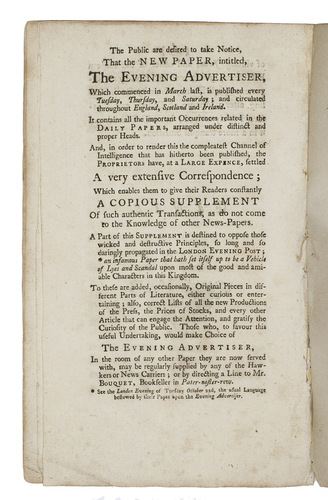 The Public are desired to take Notice,
That the NEW PAPER, intitled,
The EVENING ADVERTISER,
Which commenced in March last, is published every
Tuesday, Thursday, and Saturday; and circulated
throughout England, Scotland and Ireland.
It contains all the important Occurrences related in the
DAILY PAPERS, arranged under distinct and
proper Heads.
And, in order to render this the compleatest Channel of
Intelligence that has hitherto been published, the
PROPRIETORS have, at a LARGE EXPENCE, settled
A very extensive Correspondence;
Which enables them to give their Readers constantly
A COPIOUS SUPPLEMENT
Of such authentic Transactions, as do not come
to the Knowledge of other News-Papers.
A Part of this SUPPLEMENT is destined to oppose those
wicked and destructive Principles, so long and so
daringly propagated in the LONDON EVENING POST;
* an infamous Paper that hath set itself up to be a Vehicle
of Lyes and Scandal upon most of the good and ami-
able Characters in this Kingdom.
To these are added, occasionally, Original Pieces in dif-
ferent Parts of Literature, either curious or enter-
taining; also, correct Lists of all the new Productions
of the Press, the Prices of Stocks, and every other
Article that can engage the Attention, and gratify the
Curiosity of the Public. Those who, to favour this
useful Undertaking, would make Choice of
The EVENING ADVERTISER,
In the room of any other Paper they are now served
with, may be regularly supplied by any of the Haw-
kers or News Carriers; or by directing a Line to Mr.
BOUQUET, Bookseller in Pater-noster-row.
* See the London Evening of Tuesday October 22d, the usual Language
bestowed by that Paper upon the Evening Advertiser.